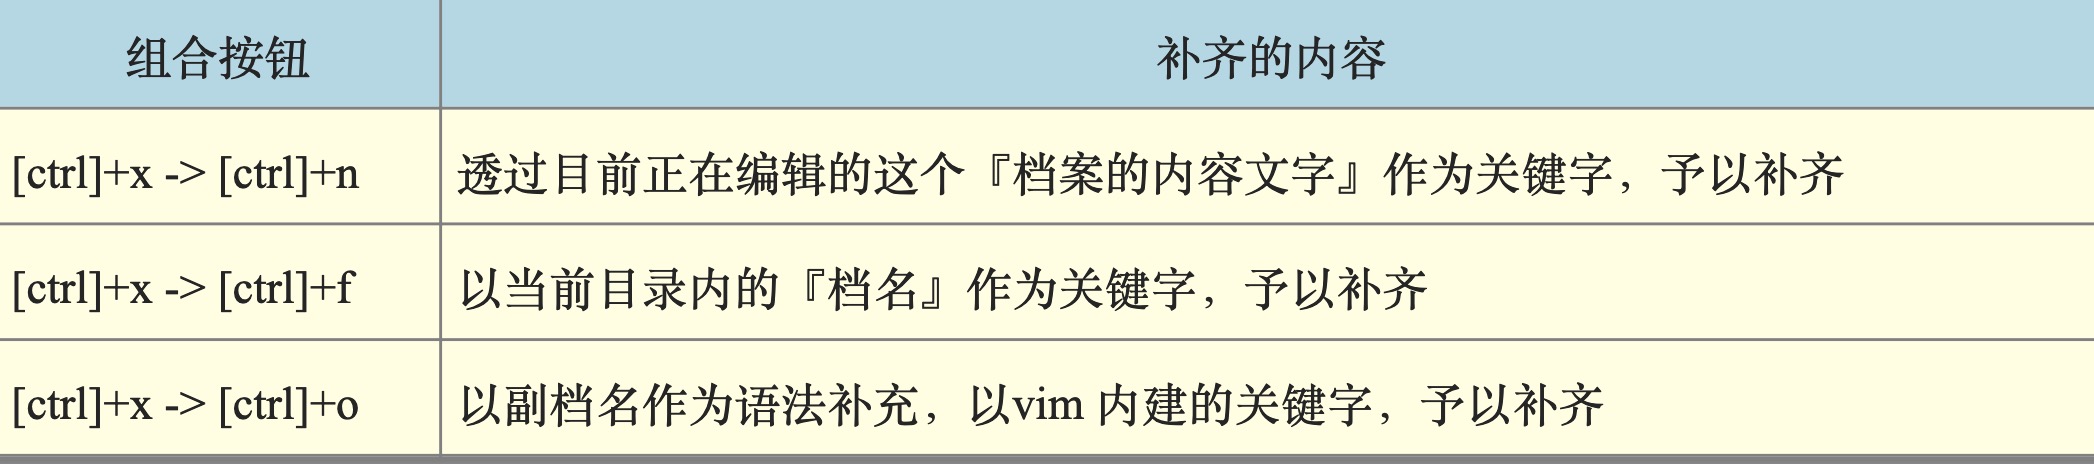 组合按钮 补齐的内容
[ctrl]+x -> [ctrl]+n 透过目前正在编辑的这个『档案的内容文字』作为关键字，予以补齐
[ctrl]+x -> [ctrl]+f 以当前目录内的『档名』作为关键字，予以补齐
[ctrl]+x -> [ctrl]+o 以副档名作为语法补充，以vim 内建的关键字，予以补齐